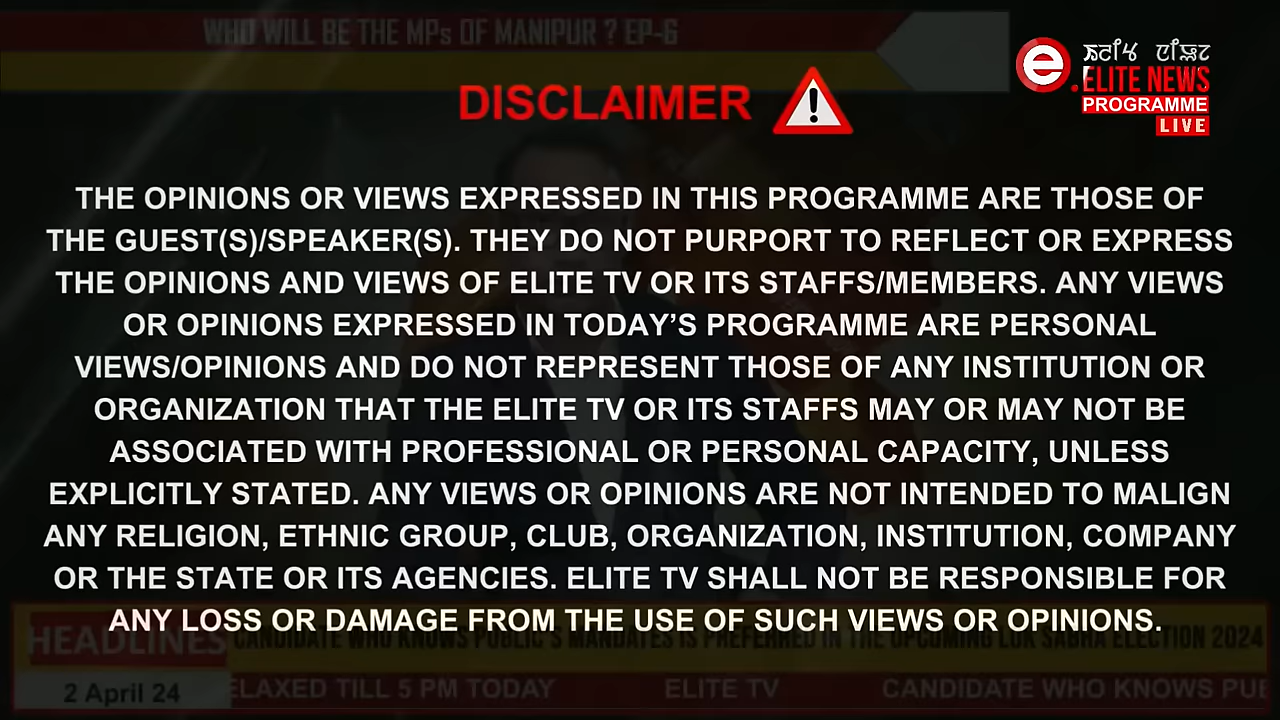 WHO WILL BE THE MPs OF MANIPUR ? EP-6
ELITE NEWS
PROGRAMME
LIVE
DISCLAIMER
THE OPINIONS OR VIEWS EXPRESSED IN THIS PROGRAMME ARE THOSE OF
THE GUEST(S)/SPEAKER(S). THEY DO NOT PURPORT TO REFLECT OR EXPRESS
THE OPINIONS AND VIEWS OF ELITE TV OR ITS STAFFS/MEMBERS. ANY VIEWS
OR OPINIONS EXPRESSED IN TODAY’S PROGRAMME ARE PERSONAL
VIEWS/OPINIONS AND DO NOT REPRESENT THOSE OF ANY INSTITUTION OR
ORGANIZATION THAT THE ELITE TV OR ITS STAFFS MAY OR MAY NOT BE
ASSOCIATED WITH PROFESSIONAL OR PERSONAL CAPACITY, UNLESS
EXPLICITLY STATED. ANY VIEWS OR OPINIONS ARE NOT INTENDED TO MALIGN
ANY RELIGION, ETHNIC GROUP, CLUB, ORGANIZATION, INSTITUTION, COMPANY
OR THE STATE OR ITS AGENCIES. ELITE TV SHALL NOT BE RESPONSIBLE FOR
ANY LOSS OR DAMAGE FROM THE USE OF SUCH VIEWS OR OPINIONS.
HEADLINES CANDIDATE WHO KNOWS PUBLIC'S MANDATES IS PREFERRED IN THE UPCOMING LOK SABHA ELECTION 2024
2 April 24 ELAXED TILL 5 PM TODAY ELITE TV CANDIDATE WHO KNOWS PUB